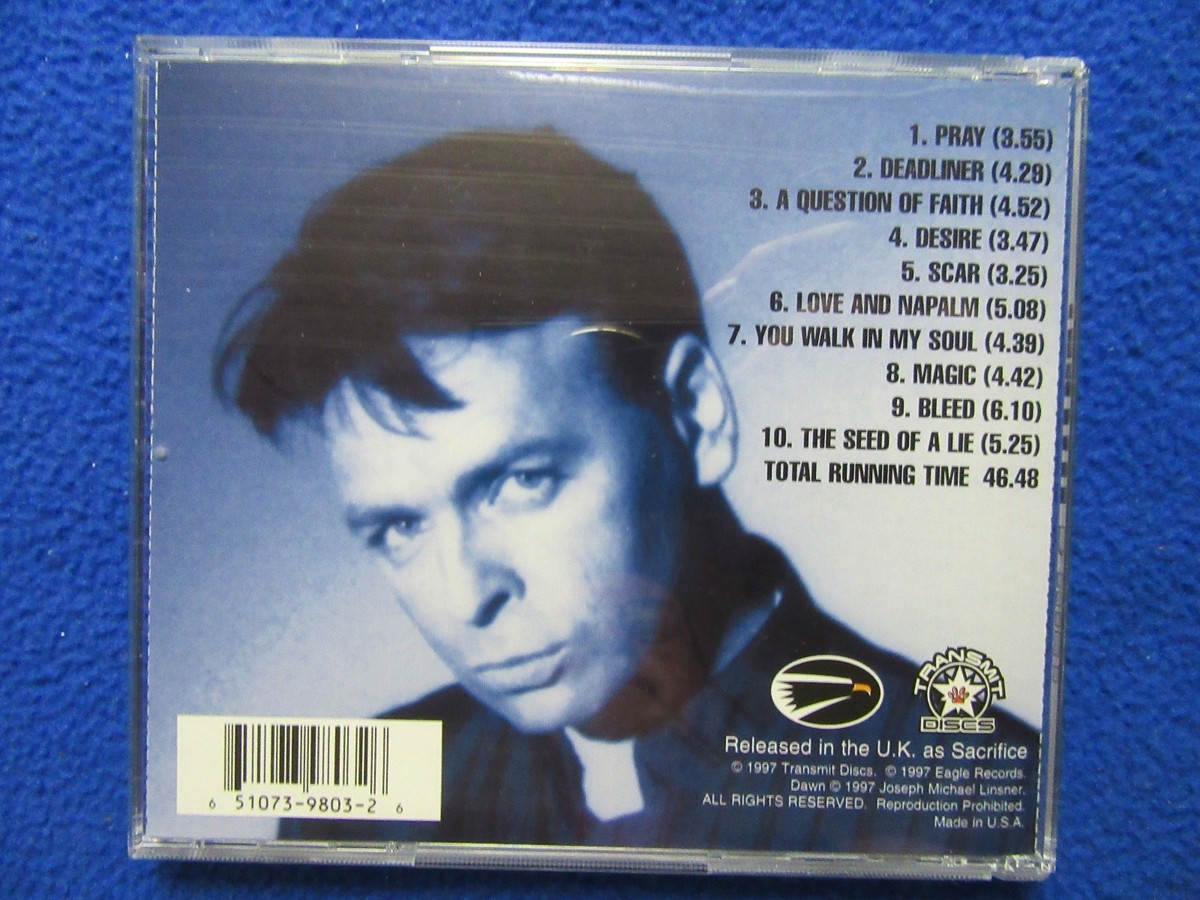 1. PRAY (3.55)
2. DEADLINER (4.29)
3. A QUESTION OF FAITH (4.52)
4. DESIRE (3.47)
5. SCAR (3.25)
6. LOVE AND NAPALM (5.08)
7. YOU WALK IN MY SOUL (4.39)
8. MAGIC (4.42)
9. BLEED (6.10)
10. THE SEED OF A LIE (5.25)
TOTAL RUNNING TIME 46.48
TRANSMIT
DISCS
Released in the U.K. as Sacrifice
© 1997 Transmit Discs. © 1997 Eagle Records.
Dawn © 1997 Joseph Michael Linsner.
ALL RIGHTS RESERVED. Reproduction Prohibited.
Made in U.S.A.
6 51073-9803-2 6